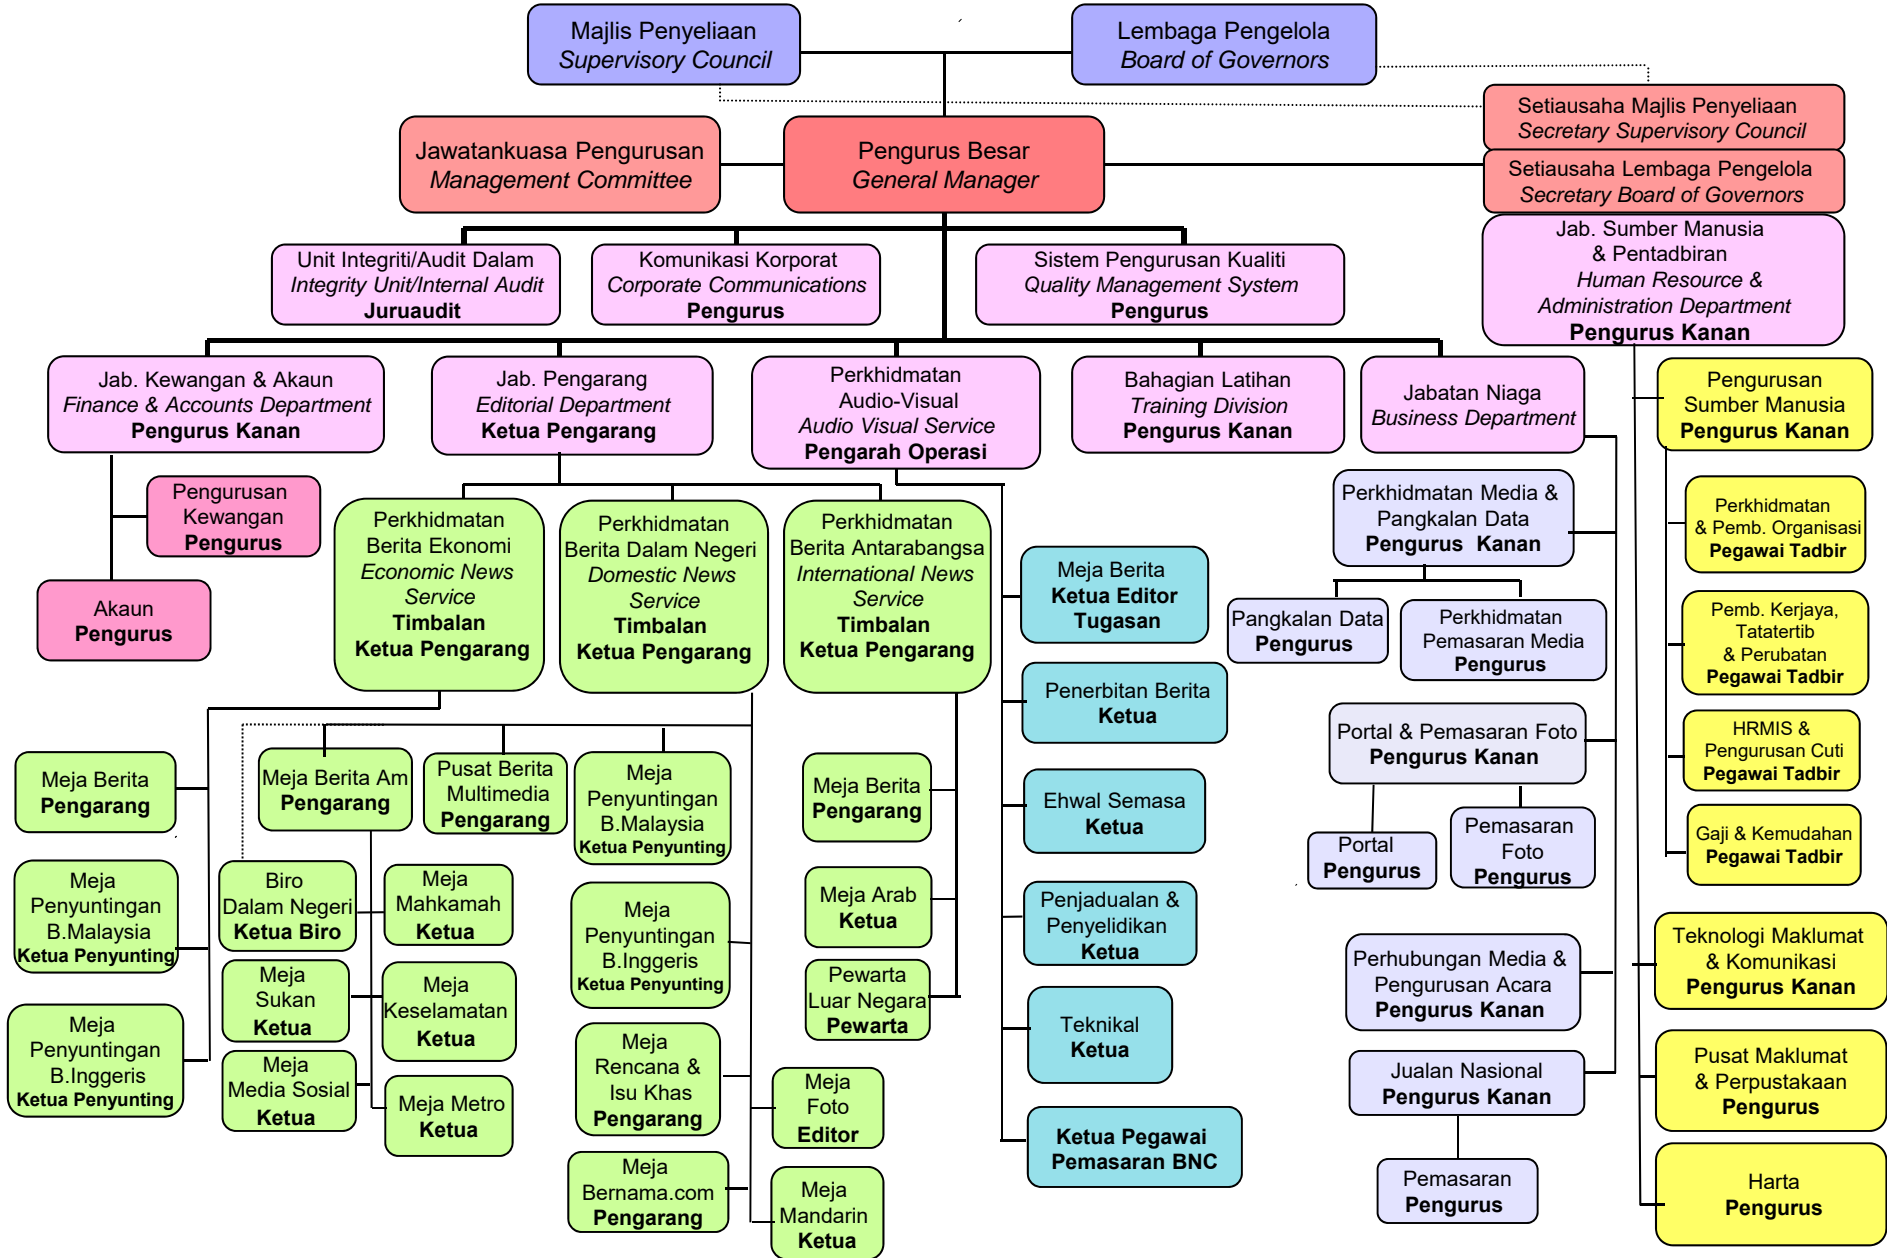 Majlis Penyeliaan
Supervisory Council
Lembaga Pengelola
Board of Governors
Setiausaha Majlis Penyeliaan
Secretary Supervisory Council
Jawatankuasa Pengurusan
Management Committee
Pengurus Besar
General Manager
Setiausaha Lembaga Pengelola
Secretary Board of Governors
Jab. Sumber Manusia
& Pentadbiran
Human Resource &
Administration Department
Pengurus Kanan
Unit Integriti/Audit Dalam
Integrity Unit/Internal Audit
Juruaudit
Komunikasi Korporat
Corporate Communications
Pengurus
Sistem Pengurusan Kualiti
Quality Management System
Pengurus
Jab. Kewangan & Akaun
Finance & Accounts Department
Pengurus Kanan
Jab. Pengarang
Editorial Department
Ketua Pengarang
Perkhidmatan
Audio-Visual
Audio Visual Service
Pengarah Operasi
Bahagian Latihan
Training Division
Pengurus Kanan
Jabatan Niaga
Business Department
Pengurusan
Sumber Manusia
Pengurus Kanan
Pengurusan
Kewangan
Pengurus
Akaun
Pengurus
Perkhidmatan
Berita Ekonomi
Economic News
Service
Timbalan
Ketua Pengarang
Perkhidmatan
Berita Dalam Negeri
Domestic News
Service
Timbalan
Ketua Pengarang
Perkhidmatan
Berita Antarabangsa
International News
Service
Timbalan
Ketua Pengarang
Meja Berita
Ketua Editor
Tugasan
Penerbitan Berita
Ketua
Ehwal Semasa
Ketua
Penjadualan &
Penyelidikan
Ketua
Teknikal
Ketua
Ketua Pegawai
Pemasaran BNC
Perkhidmatan Media &
Pangkalan Data
Pengurus Kanan
Pangkalan Data
Pengurus
Perkhidmatan
Pemasaran Media
Pengurus
Portal & Pemasaran Foto
Pengurus Kanan
Portal
Pengurus
Pemasaran
Foto
Pengurus
Perhubungan Media &
Pengurusan Acara
Pengurus Kanan
Jualan Nasional
Pengurus Kanan
Pemasaran
Pengurus
Perkhidmatan
& Pemb. Organisasi
Pegawai Tadbir
Pemb. Kerjaya,
Tatatertib
& Perubatan
Pegawai Tadbir
HRMIS &
Pengurusan Cuti
Pegawai Tadbir
Gaji & Kemudahan
Pegawai Tadbir
Teknologi Maklumat
& Komunikasi
Pengurus Kanan
Pusat Maklumat
& Perpustakaan
Pengurus
Harta
Pengurus
Meja Berita
Pengarang
Meja
Penyuntingan
B.Malaysia
Ketua Penyunting
Meja
Penyuntingan
B.Inggeris
Ketua Penyunting
Meja Berita Am
Pengarang
Pusat Berita
Multimedia
Pengarang
Meja
Penyuntingan
B.Malaysia
Ketua Penyunting
Biro
Dalam Negeri
Ketua Biro
Meja
Mahkamah
Ketua
Meja
Sukan
Ketua
Meja
Keselamatan
Ketua
Meja
Media Sosial
Ketua
Meja Metro
Ketua
Meja
Penyuntingan
B.Inggeris
Ketua Penyunting
Meja
Rencana &
Isu Khas
Pengarang
Meja
Foto
Editor
Meja
Bernama.com
Pengarang
Meja
Mandarin
Ketua
Meja Berita
Pengarang
Meja Arab
Ketua
Pewarta
Luar Negara
Pewarta